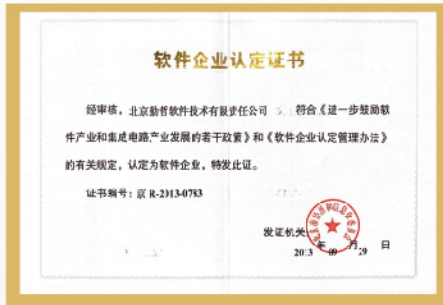 软件企业认定证书
经审核，北京勤哲软件技术有限责任公司 符合《进一步鼓励软
件产业和集成电路产业发展的若干政策》和《软件企业认定管理办法》
的有关规定，认定为软件企业，特发此证。
证书编号：京 R-2013-0783
发证机关：
2013 年 09 月 29 日